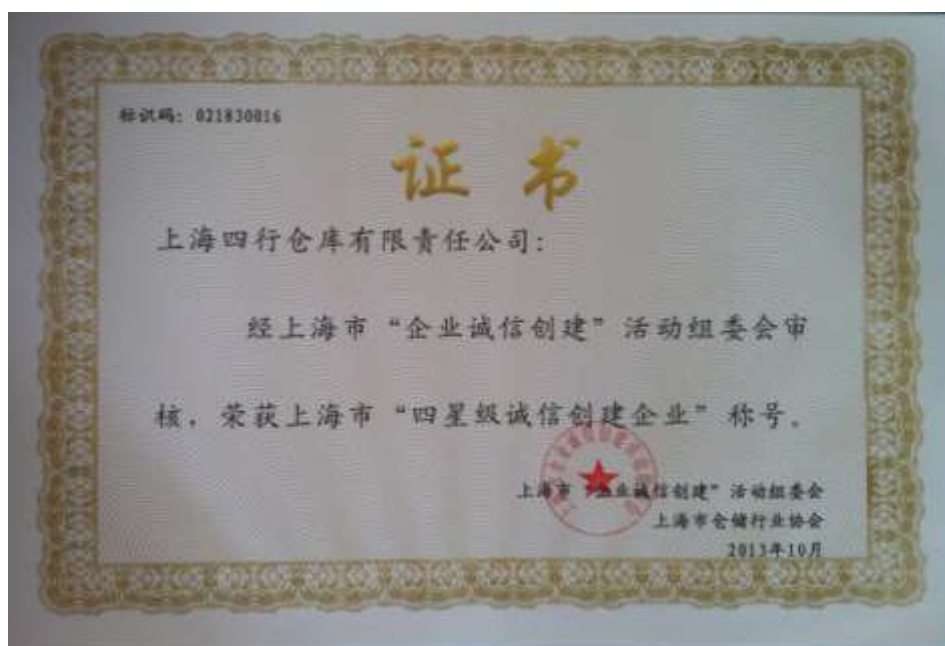 标识码：021830016
证书
上海四行仓库有限责任公司：
经上海市“企业诚信创建”活动组委会审
核，荣获上海市“四星级诚信创建企业”称号。
上海市“企业诚信创建”活动组委会
上海市仓储行业协会
2013年10月